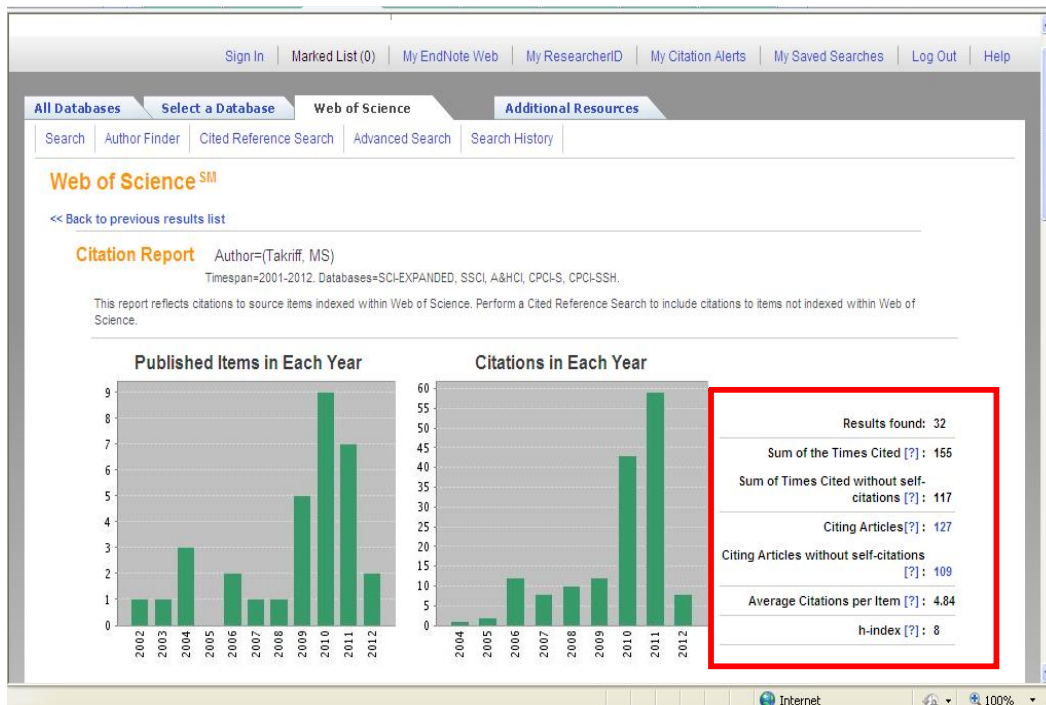 Sign In Marked List (0) My EndNote Web My ResearcherID My Citation Alerts My Saved Searches Log Out Help
All Databases Select a Database Web of Science Additional Resources
Search Author Finder Cited Reference Search Advanced Search Search History
Web of Science SM
<< Back to previous results list
Citation Report Author=(Takriff, MS)
Timespan=2001-2012. Databases=SCI-EXPANDED, SSCI, A&HCI, CPCI-S, CPCI-SSH.
This report reflects citations to source items indexed within Web of Science. Perform a Cited Reference Search to include citations to items not indexed within Web of
Science.
Published Items in Each Year
9
8
7
6
5
4
3
2
1
0
2002 2003 2004 2005 2006 2007 2008 2009 2010 2011 2012
Citations in Each Year
60
55
50
45
40
35
30
25
20
15
10
5
0
2004 2005 2006 2007 2008 2009 2010 2011 2012
Results found: 32
Sum of the Times Cited [?] : 155
Sum of Times Cited without self-
citations [?] : 117
Citing Articles[?] : 127
Citing Articles without self-citations
[?] : 109
Average Citations per Item [?] : 4.84
h-index [?] : 8
Internet 100%